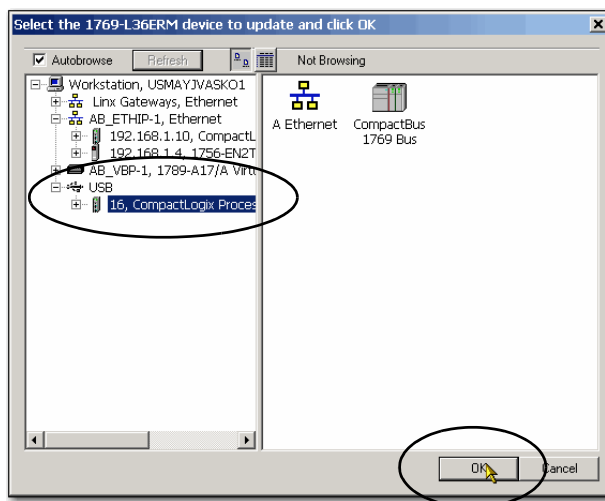 Select the 1769-L36ERM device to update and click OK
Autobrowse Refresh Not Browsing
Workstation, USMAYJVASKO1
Linx Gateways, Ethernet
AB_ETHIP-1, Ethernet
192.168.1.10, CompactL
192.168.1.4, 1756-EN2T
AB_VBP-1, 1789-A17/A Virtu
USB
16, CompactLogix Proces
A Ethernet
CompactBus
1769 Bus
OK Cancel